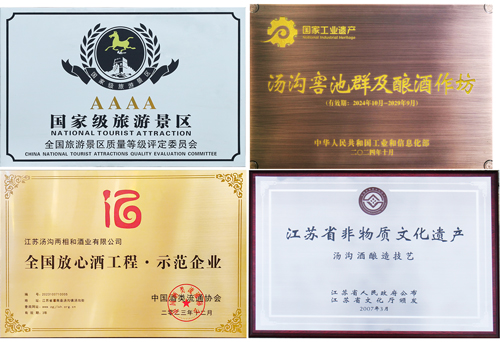 国家级旅游景区
AAAA
国家级旅游景区
NATIONAL TOURIST ATTRACTION
全国旅游景区质量等级评定委员会
CHINA NATIONAL TOURIST ATTRACTIONS QUALITY EVALUATION COMMITTEE
国家工业遗产
National Industrial Heritage
汤沟窖池群及酿酒作坊
(有效期：2024年10月-2029年9月)
中华人民共和国工业和信息化部
二〇二四年十月
江苏汤沟两相和酒业有限公司
全国放心酒工程·示范企业
中国酒类流通协会
二〇二三年十二月
江苏省非物质文化遗产
汤沟酒酿造技艺
江苏省人民政府公布
江苏省文化厅颁发
2007年3月